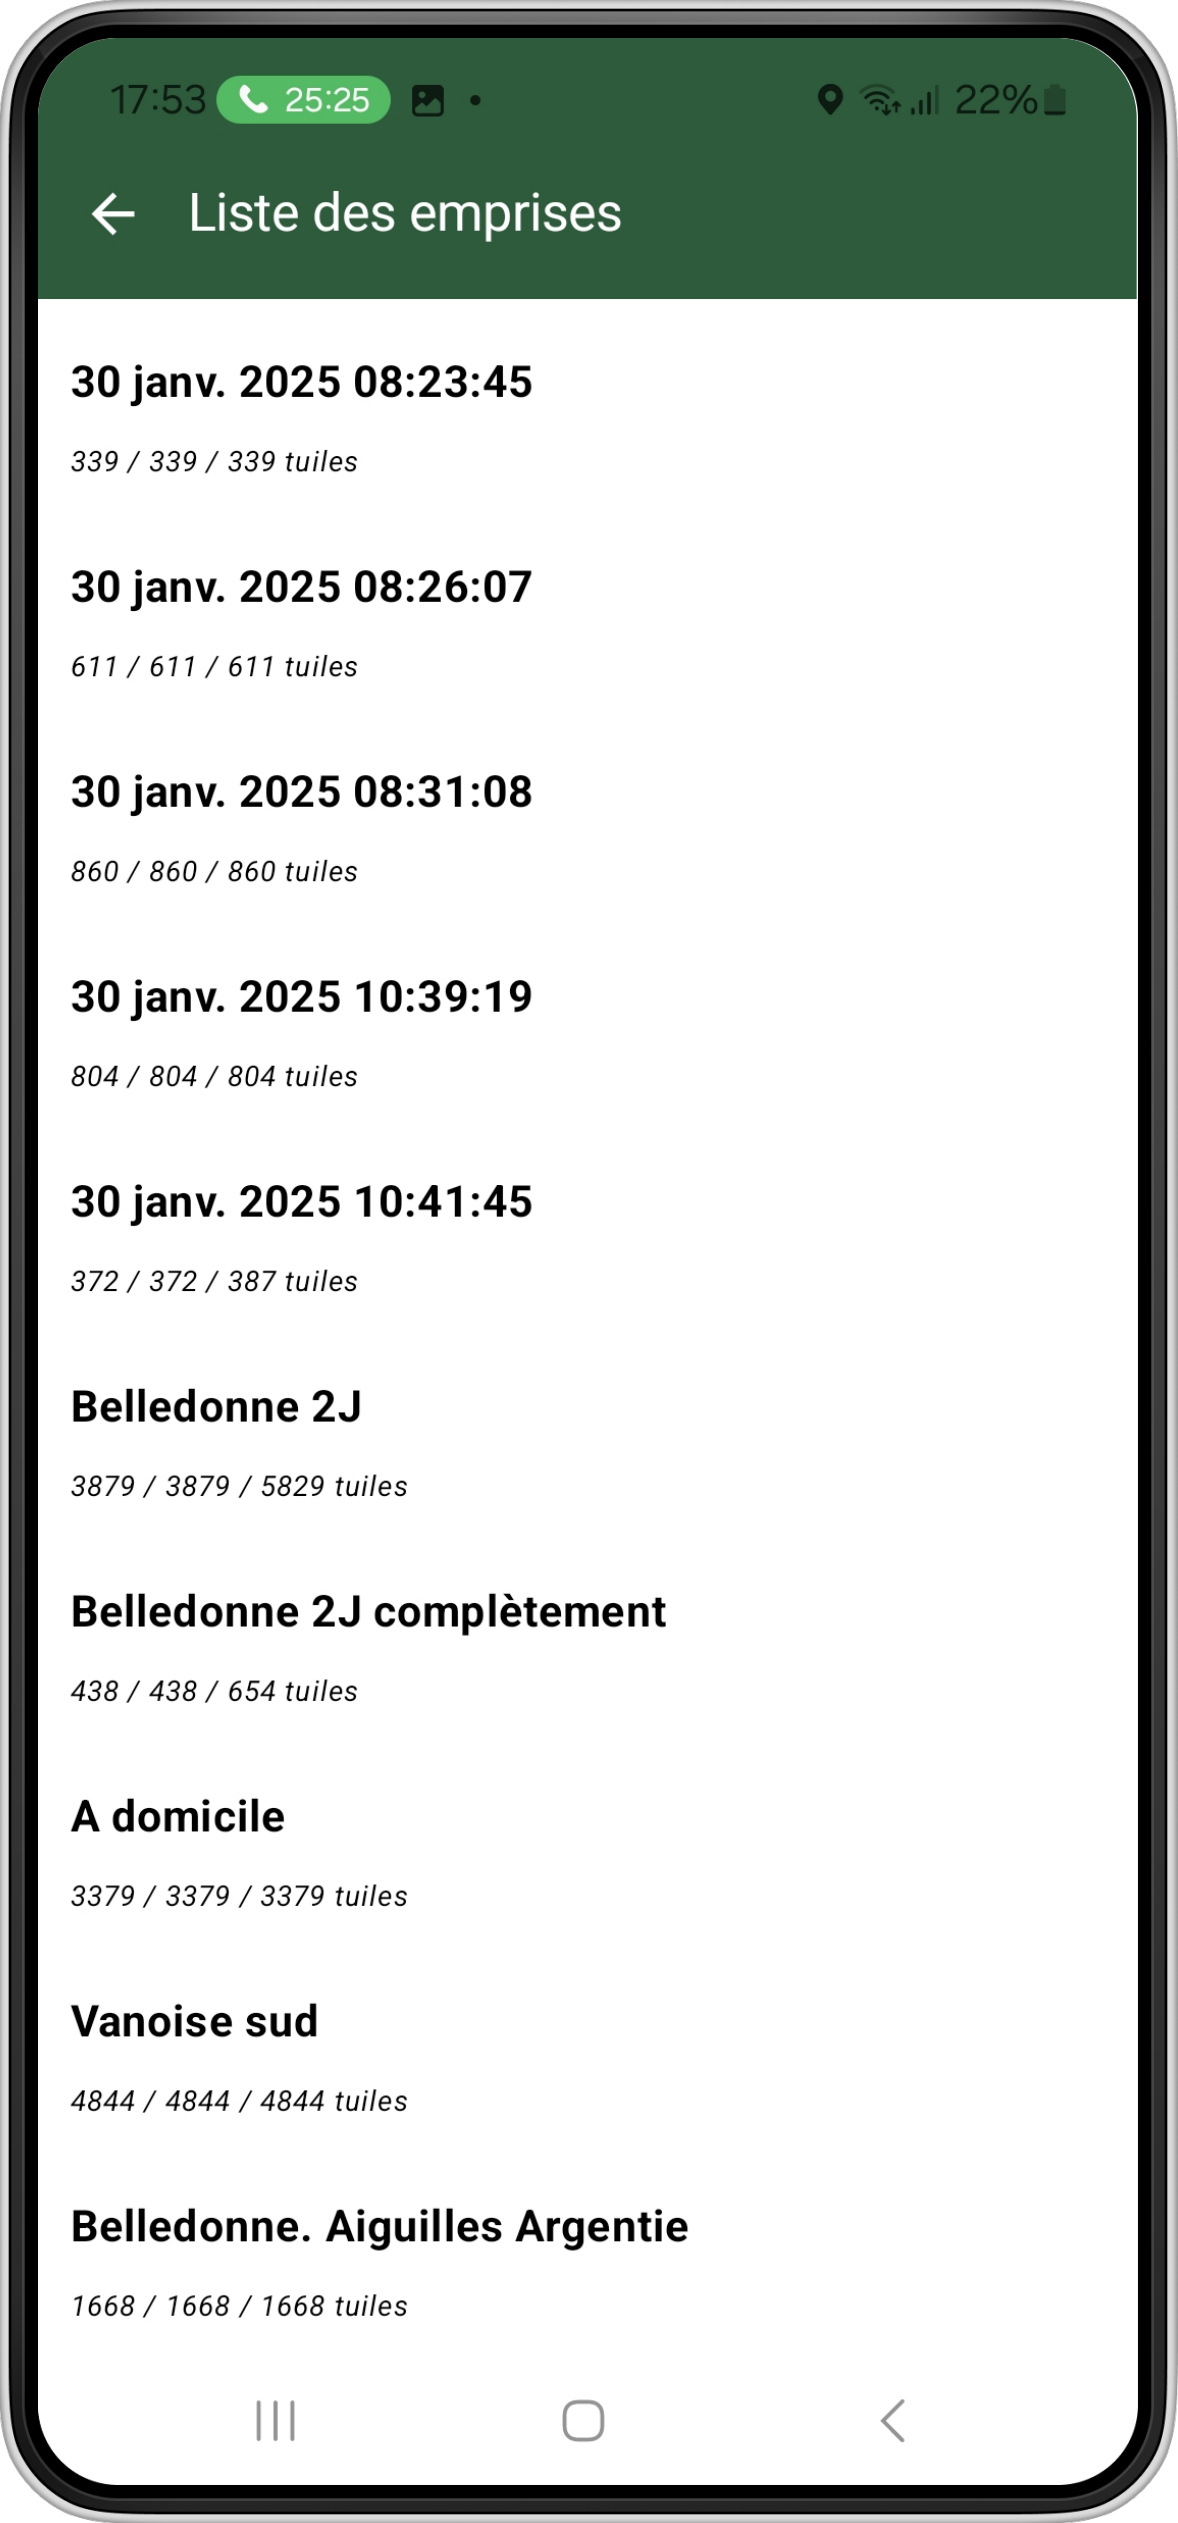 17:53 25:25 22%
Liste des emprises
30 janv. 2025 08:23:45
339 / 339 / 339 tuiles
30 janv. 2025 08:26:07
611 / 611 / 611 tuiles
30 janv. 2025 08:31:08
860 / 860 / 860 tuiles
30 janv. 2025 10:39:19
804 / 804 / 804 tuiles
30 janv. 2025 10:41:45
372 / 372 / 387 tuiles
Belledonne 2J
3879 / 3879 / 5829 tuiles
Belledonne 2J complètement
438 / 438 / 654 tuiles
A domicile
3379 / 3379 / 3379 tuiles
Vanoise sud
4844 / 4844 / 4844 tuiles
Belledonne. Aiguilles Argentie
1668 / 1668 / 1668 tuiles